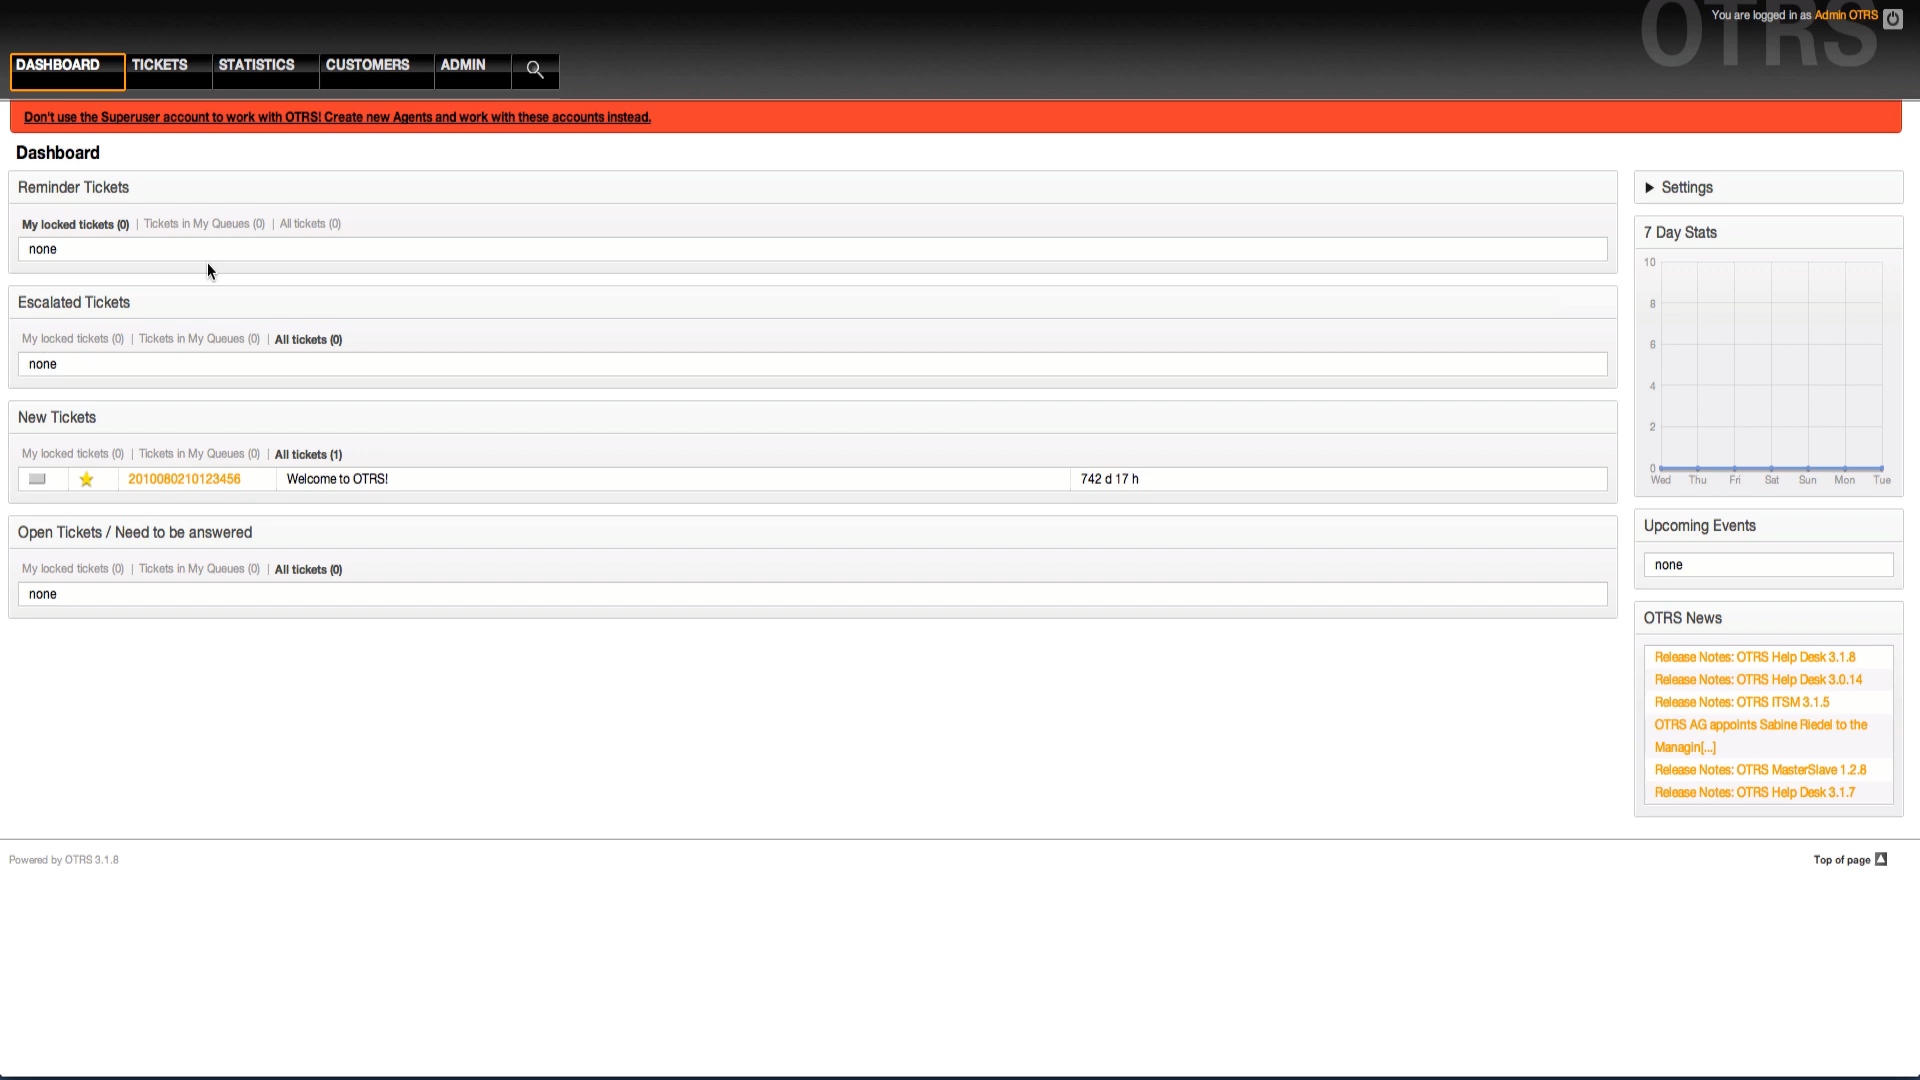 OTRS
You are logged in as Admin OTRS
DASHBOARD TICKETS STATISTICS CUSTOMERS ADMIN
Don't use the Superuser account to work with OTRS! Create new Agents and work with these accounts instead.
Dashboard
Reminder Tickets
My locked tickets (0) | Tickets in My Queues (0) | All tickets (0)
none
Escalated Tickets
My locked tickets (0) | Tickets in My Queues (0) | All tickets (0)
none
New Tickets
My locked tickets (0) | Tickets in My Queues (0) | All tickets (1)
2010080210123456 Welcome to OTRS! 742 d 17 h
Open Tickets / Need to be answered
My locked tickets (0) | Tickets in My Queues (0) | All tickets (0)
none
Settings
7 Day Stats
10
8
6
4
2
0
Wed Thu Fri Sat Sun Mon Tue
Upcoming Events
none
OTRS News
Release Notes: OTRS Help Desk 3.1.8
Release Notes: OTRS Help Desk 3.0.14
Release Notes: OTRS ITSM 3.1.5
OTRS AG appoints Sabine Riedel to the
Managin[...]
Release Notes: OTRS MasterSlave 1.2.8
Release Notes: OTRS Help Desk 3.1.7
Powered by OTRS 3.1.8
Top of page